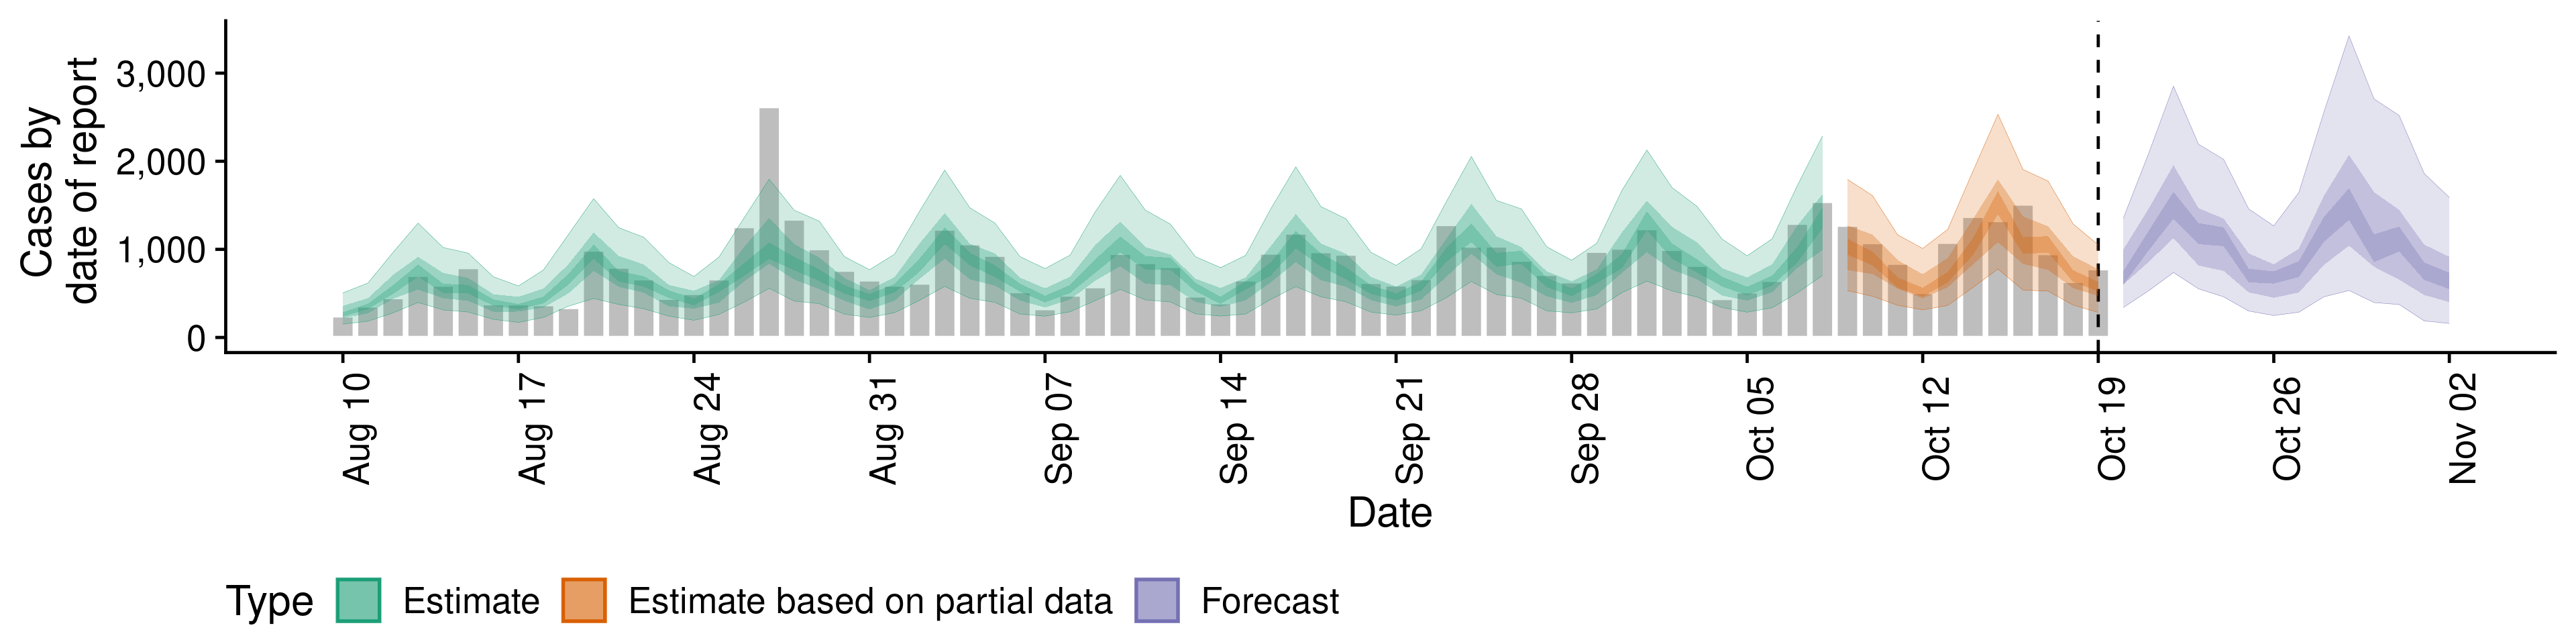 Cases by
date of report
3,000
2,000
1,000
0
Aug 10
Aug 17
Aug 24
Aug 31
Sep 07
Sep 14
Sep 21
Sep 28
Oct 05
Oct 12
Oct 19
Oct 26
Nov 02
Date
Type Estimate Estimate based on partial data Forecast